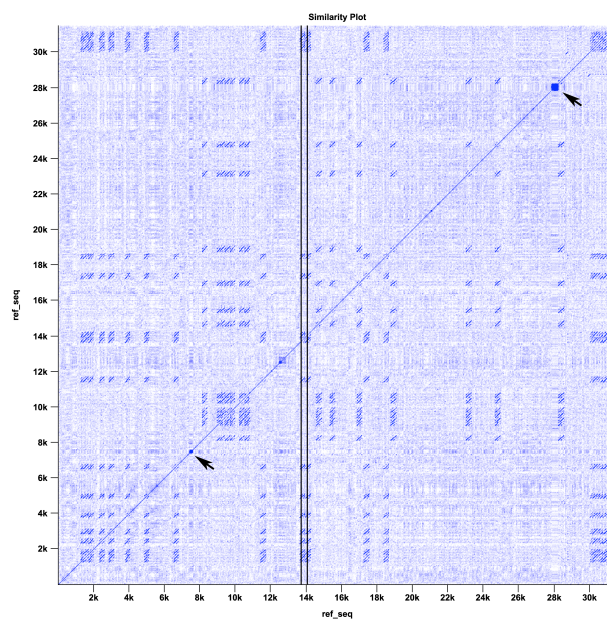 Similarity Plot
30k
28k
26k
24k
22k
20k
18k
16k
14k
12k
10k
8k
6k
4k
2k
ref_seq
2k 4k 6k 8k 10k 12k 14k 16k 18k 20k 22k 24k 26k 28k 30k
ref_seq